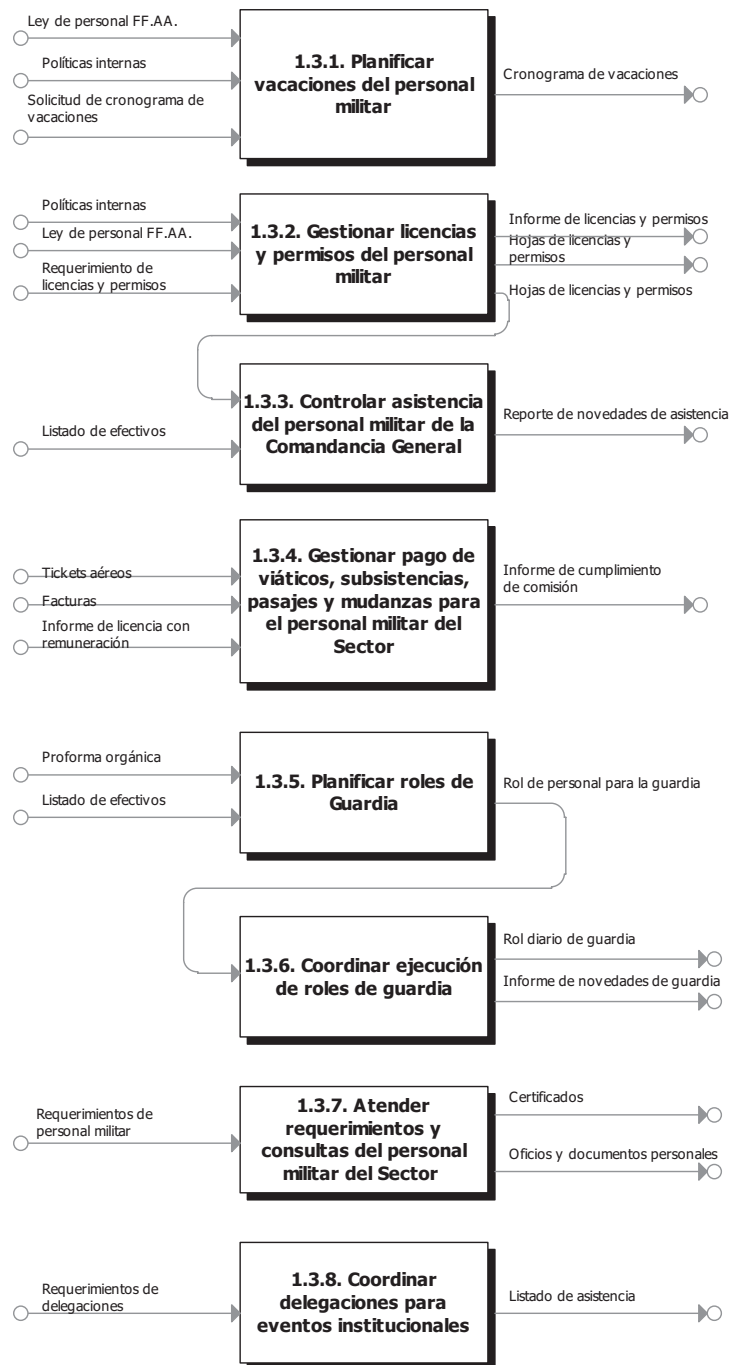 Ley de personal FF.AA.
Políticas internas
Solicitud de cronograma de
vacaciones
1.3.1. Planificar
vacaciones del personal
militar
Cronograma de vacaciones
Políticas internas
Ley de personal FF.AA.
Requerimiento de
licencias y permisos
1.3.2. Gestionar licencias
y permisos del personal
militar
Informe de licencias y permisos
Hojas de licencias y
permisos
Hojas de licencias y permisos
Listado de efectivos
1.3.3. Controlar asistencia
del personal militar de la
Comandancia General
Reporte de novedades de asistencia
Tickets aéreos
Facturas
Informe de licencia con
remuneración
1.3.4. Gestionar pago de
viáticos, subsistencias,
pasajes y mudanzas para
el personal militar del
Sector
Informe de cumplimiento
de comisión
Proforma orgánica
Listado de efectivos
1.3.5. Planificar roles de
Guardia
Rol de personal para la guardia
1.3.6. Coordinar ejecución
de roles de guardia
Rol diario de guardia
Informe de novedades de guardia
Requerimientos de
personal militar
1.3.7. Atender
requerimientos y
consultas del personal
militar del Sector
Certificados
Oficios y documentos personales
Requerimientos de
delegaciones
1.3.8. Coordinar
delegaciones para
eventos institucionales
Listado de asistencia